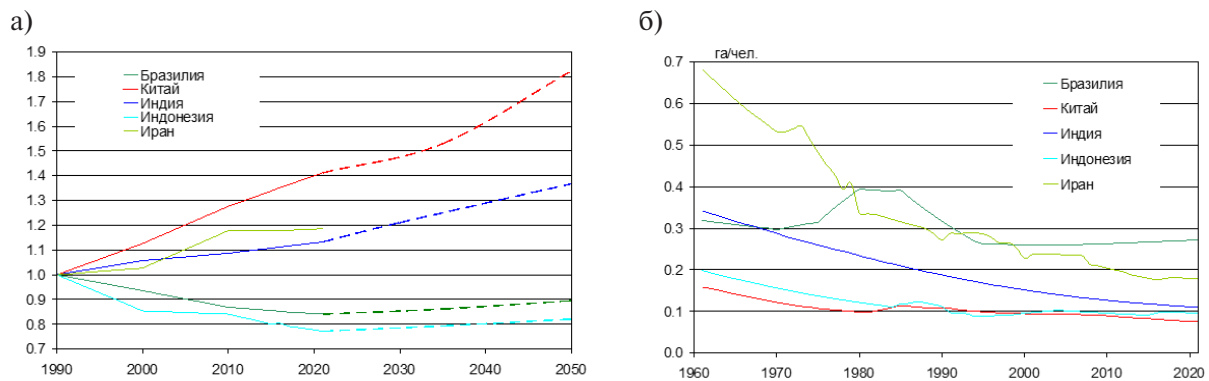 а)
1.9
1.8
1.7
1.6
1.5
1.4
1.3
1.2
1.1
1.0
0.9
0.8
0.7
1990 2000 2010 2020 2030 2040 2050
Бразилия
Китай
Индия
Индонезия
Иран
б)
га/чел.
0.7
0.6
0.5
0.4
0.3
0.2
0.1
0.0
1960 1970 1980 1990 2000 2010 2020
Бразилия
Китай
Индия
Индонезия
Иран